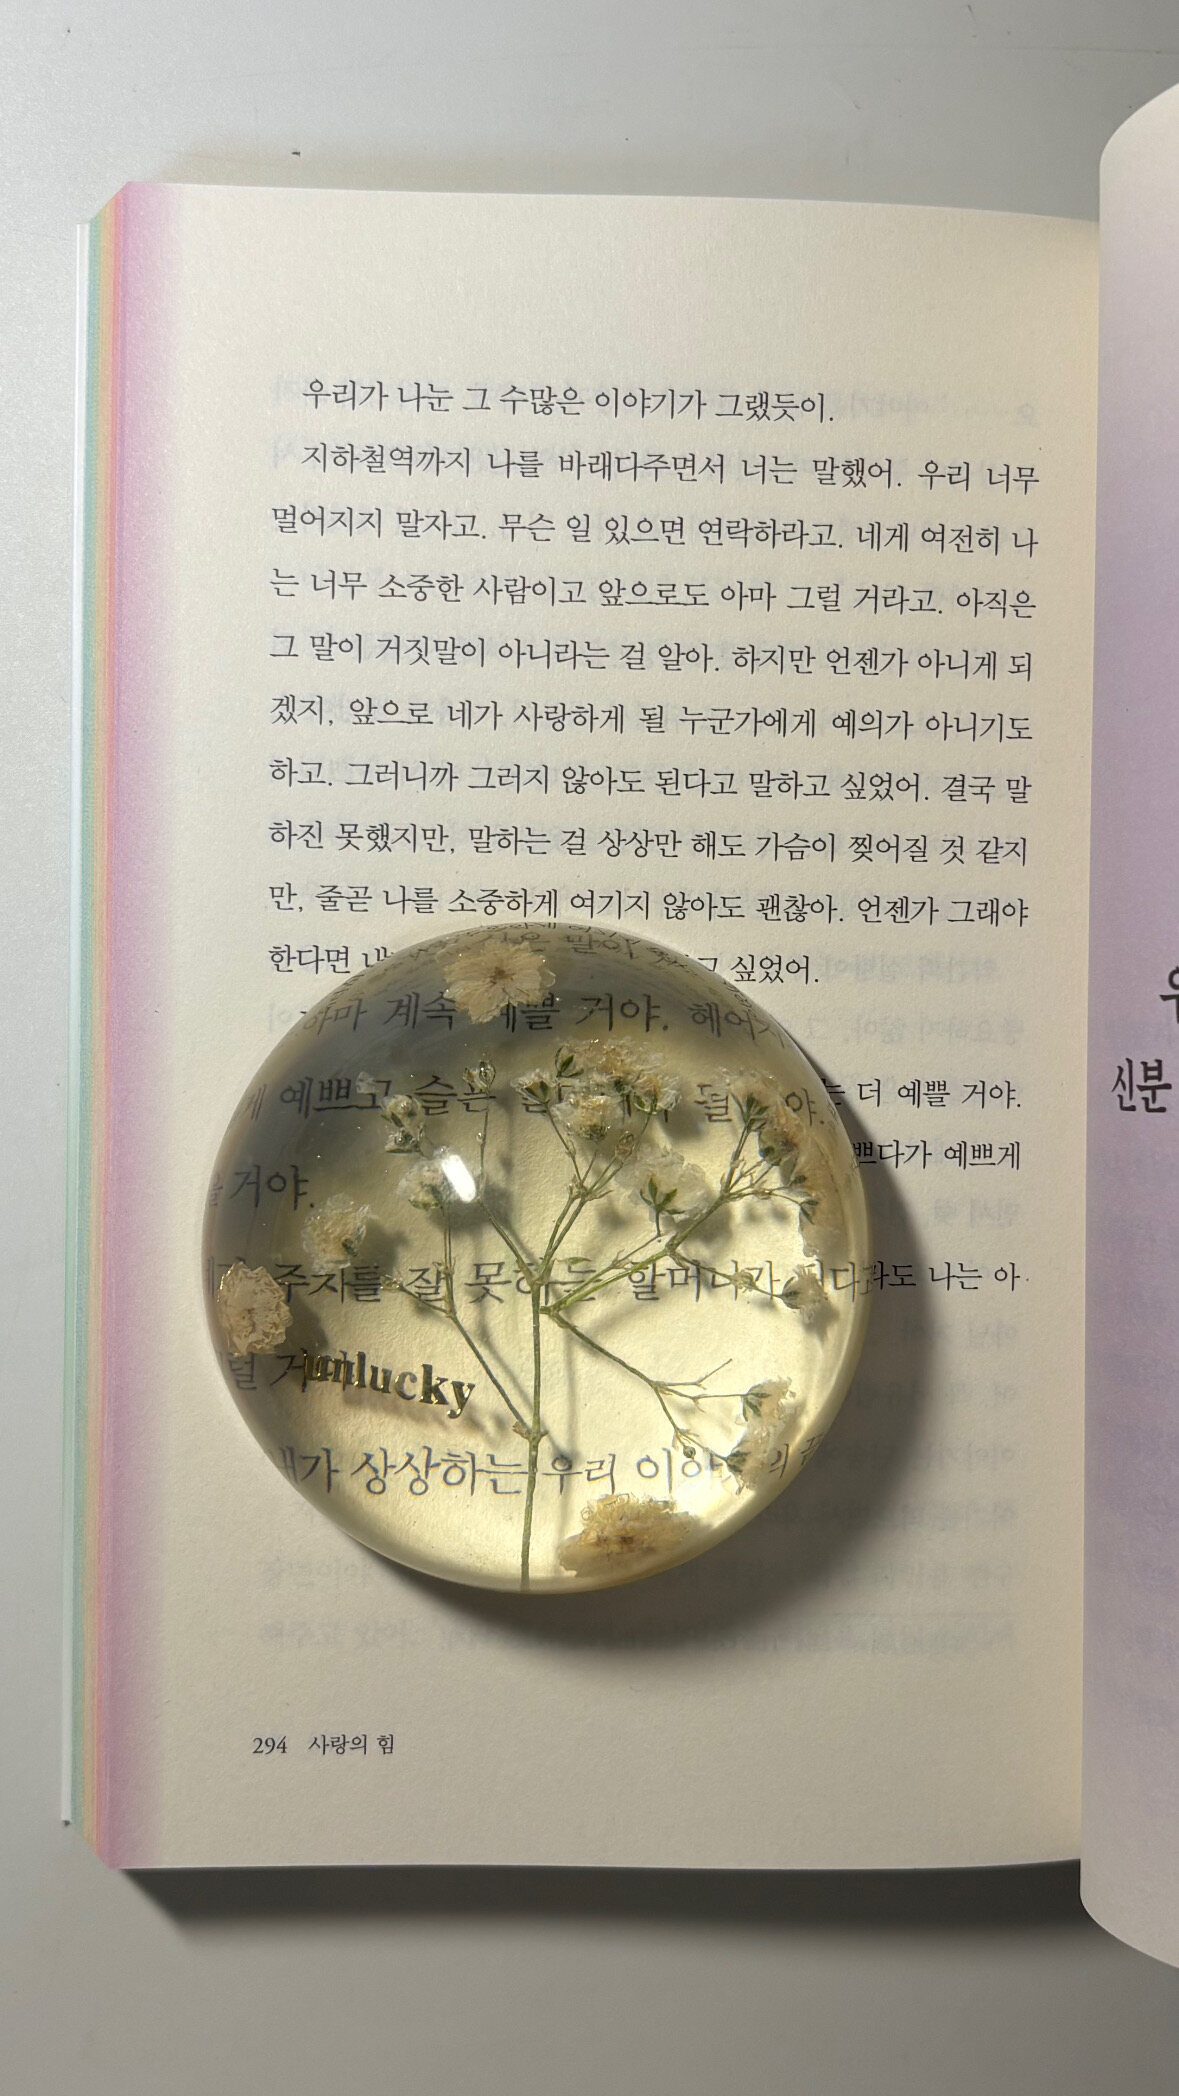 우리가 나눈 그 수많은 이야기가 그랬듯이.
지하철역까지 나를 바래다주면서 너는 말했어. 우리 너무
멀어지지 말자고. 무슨 일 있으면 연락하라고. 네게 여전히 나
는 너무 소중한 사람이고 앞으로도 아마 그럴 거라고. 아직은
그 말이 거짓말이 아니라는 걸 알아. 하지만 언젠가 아니게 되
겠지, 앞으로 네가 사랑하게 될 누군가에게 예의가 아니기도
하고. 그러니까 그러지 않아도 된다고 말하고 싶었어. 결국 말
하진 못했지만, 말하는 걸 상상만 해도 가슴이 찢어질 것 같지
만, 줄곧 나를 소중하게 여기지 않아도 괜찮아. 언젠가 그래야
한다면 싶었어.
계속 예쁠 거야.
예쁘고 슬픈 더 예쁠 거야.
거야. 예쁘게
주자를 잘 못하는 할머니가 나는 아
unlucky
상상하는 우리
294 사랑의 힘
신분